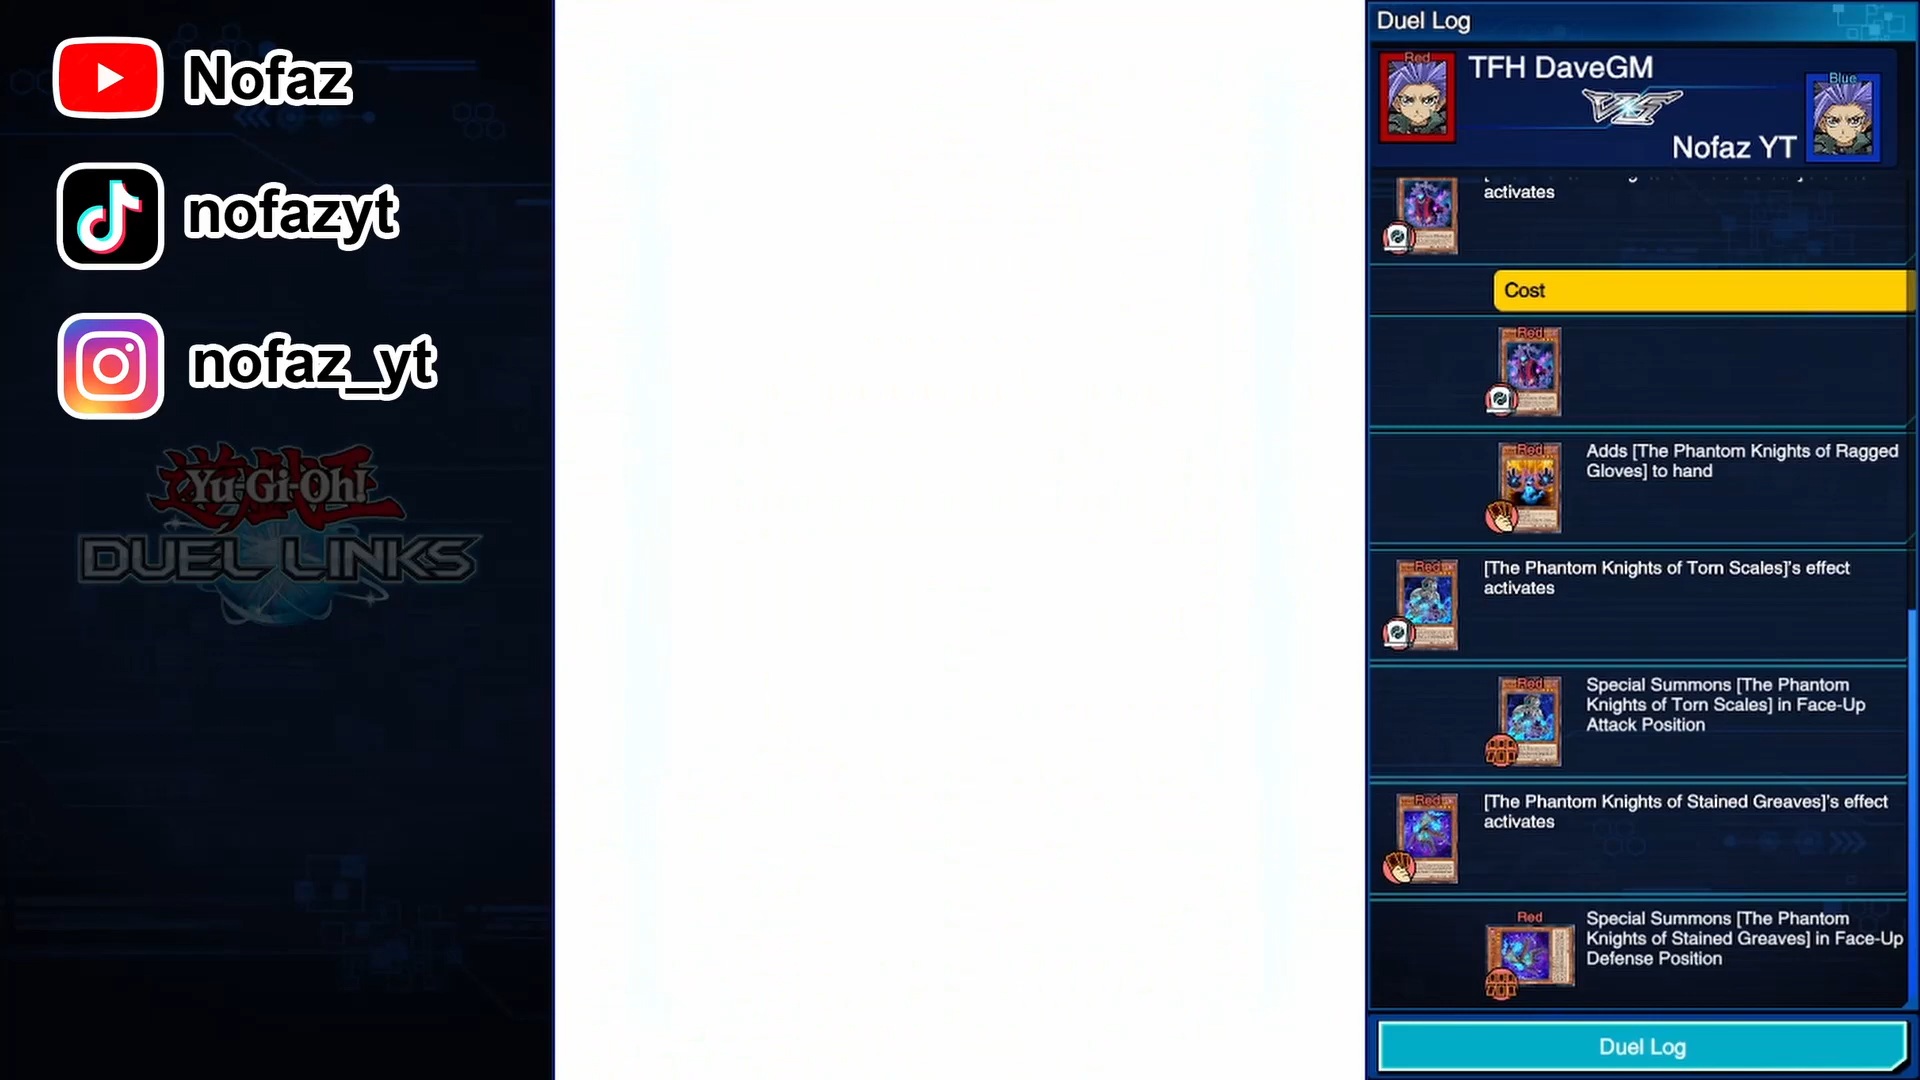 Nofaz
nofazyt
nofaz_yt
Yu-Gi-Oh!
DUEL LINKS
Duel Log
Red
TFH DaveGM
VS
Blue
Nofaz YT
activates
Cost
Red
Red
Adds [The Phantom Knights of Ragged
Gloves] to hand
Red
[The Phantom Knights of Torn Scales]'s effect
activates
Red
Special Summons [The Phantom
Knights of Torn Scales] in Face-Up
Attack Position
Red
[The Phantom Knights of Stained Greaves]'s effect
activates
Red
Special Summons [The Phantom
Knights of Stained Greaves] in Face-Up
Defense Position
Duel Log